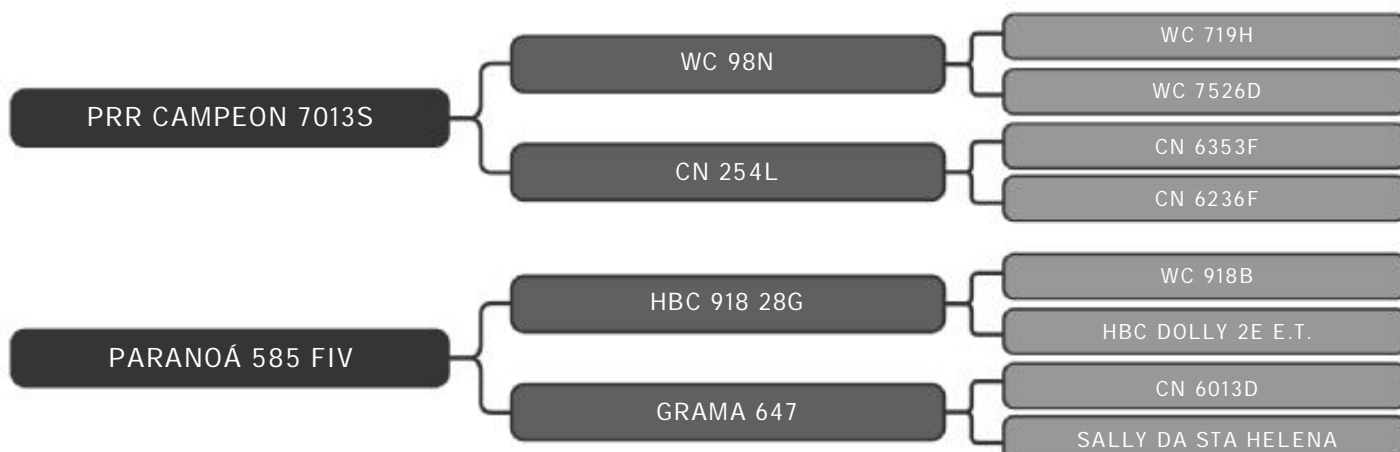 PRR CAMPEON 7013S
WC 98N
CN 254L
WC 719H
WC 7526D
CN 6353F
CN 6236F
PARANOÁ 585 FIV
HBC 918 28G
GRAMA 647
WC 918B
HBC DOLLY 2E E.T.
CN 6013D
SALLY DA STA HELENA